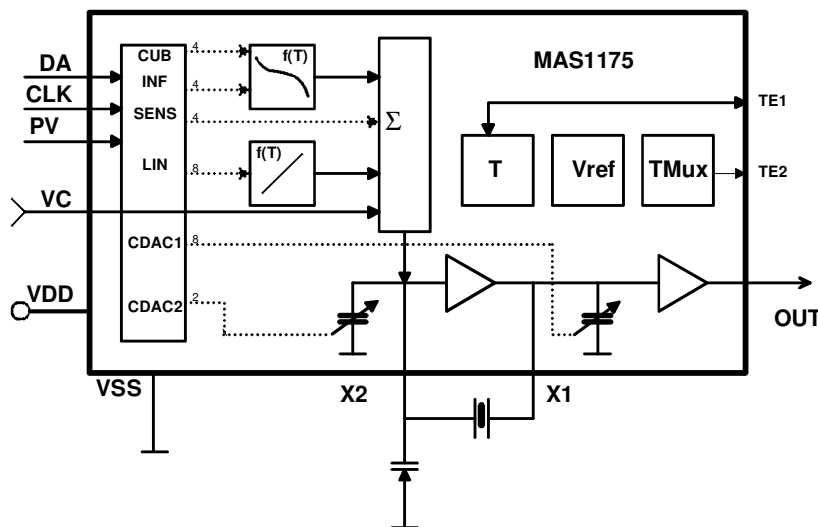 MAS1175
DA
CLK
PV
VC
VDD
VSS
CUB 4
INF 4
SENS 4
LIN 8
CDAC1 8
CDAC2 2
f(T)
f(T)
Σ
T
Vref
TMux
TE1
TE2
OUT
X2
X1